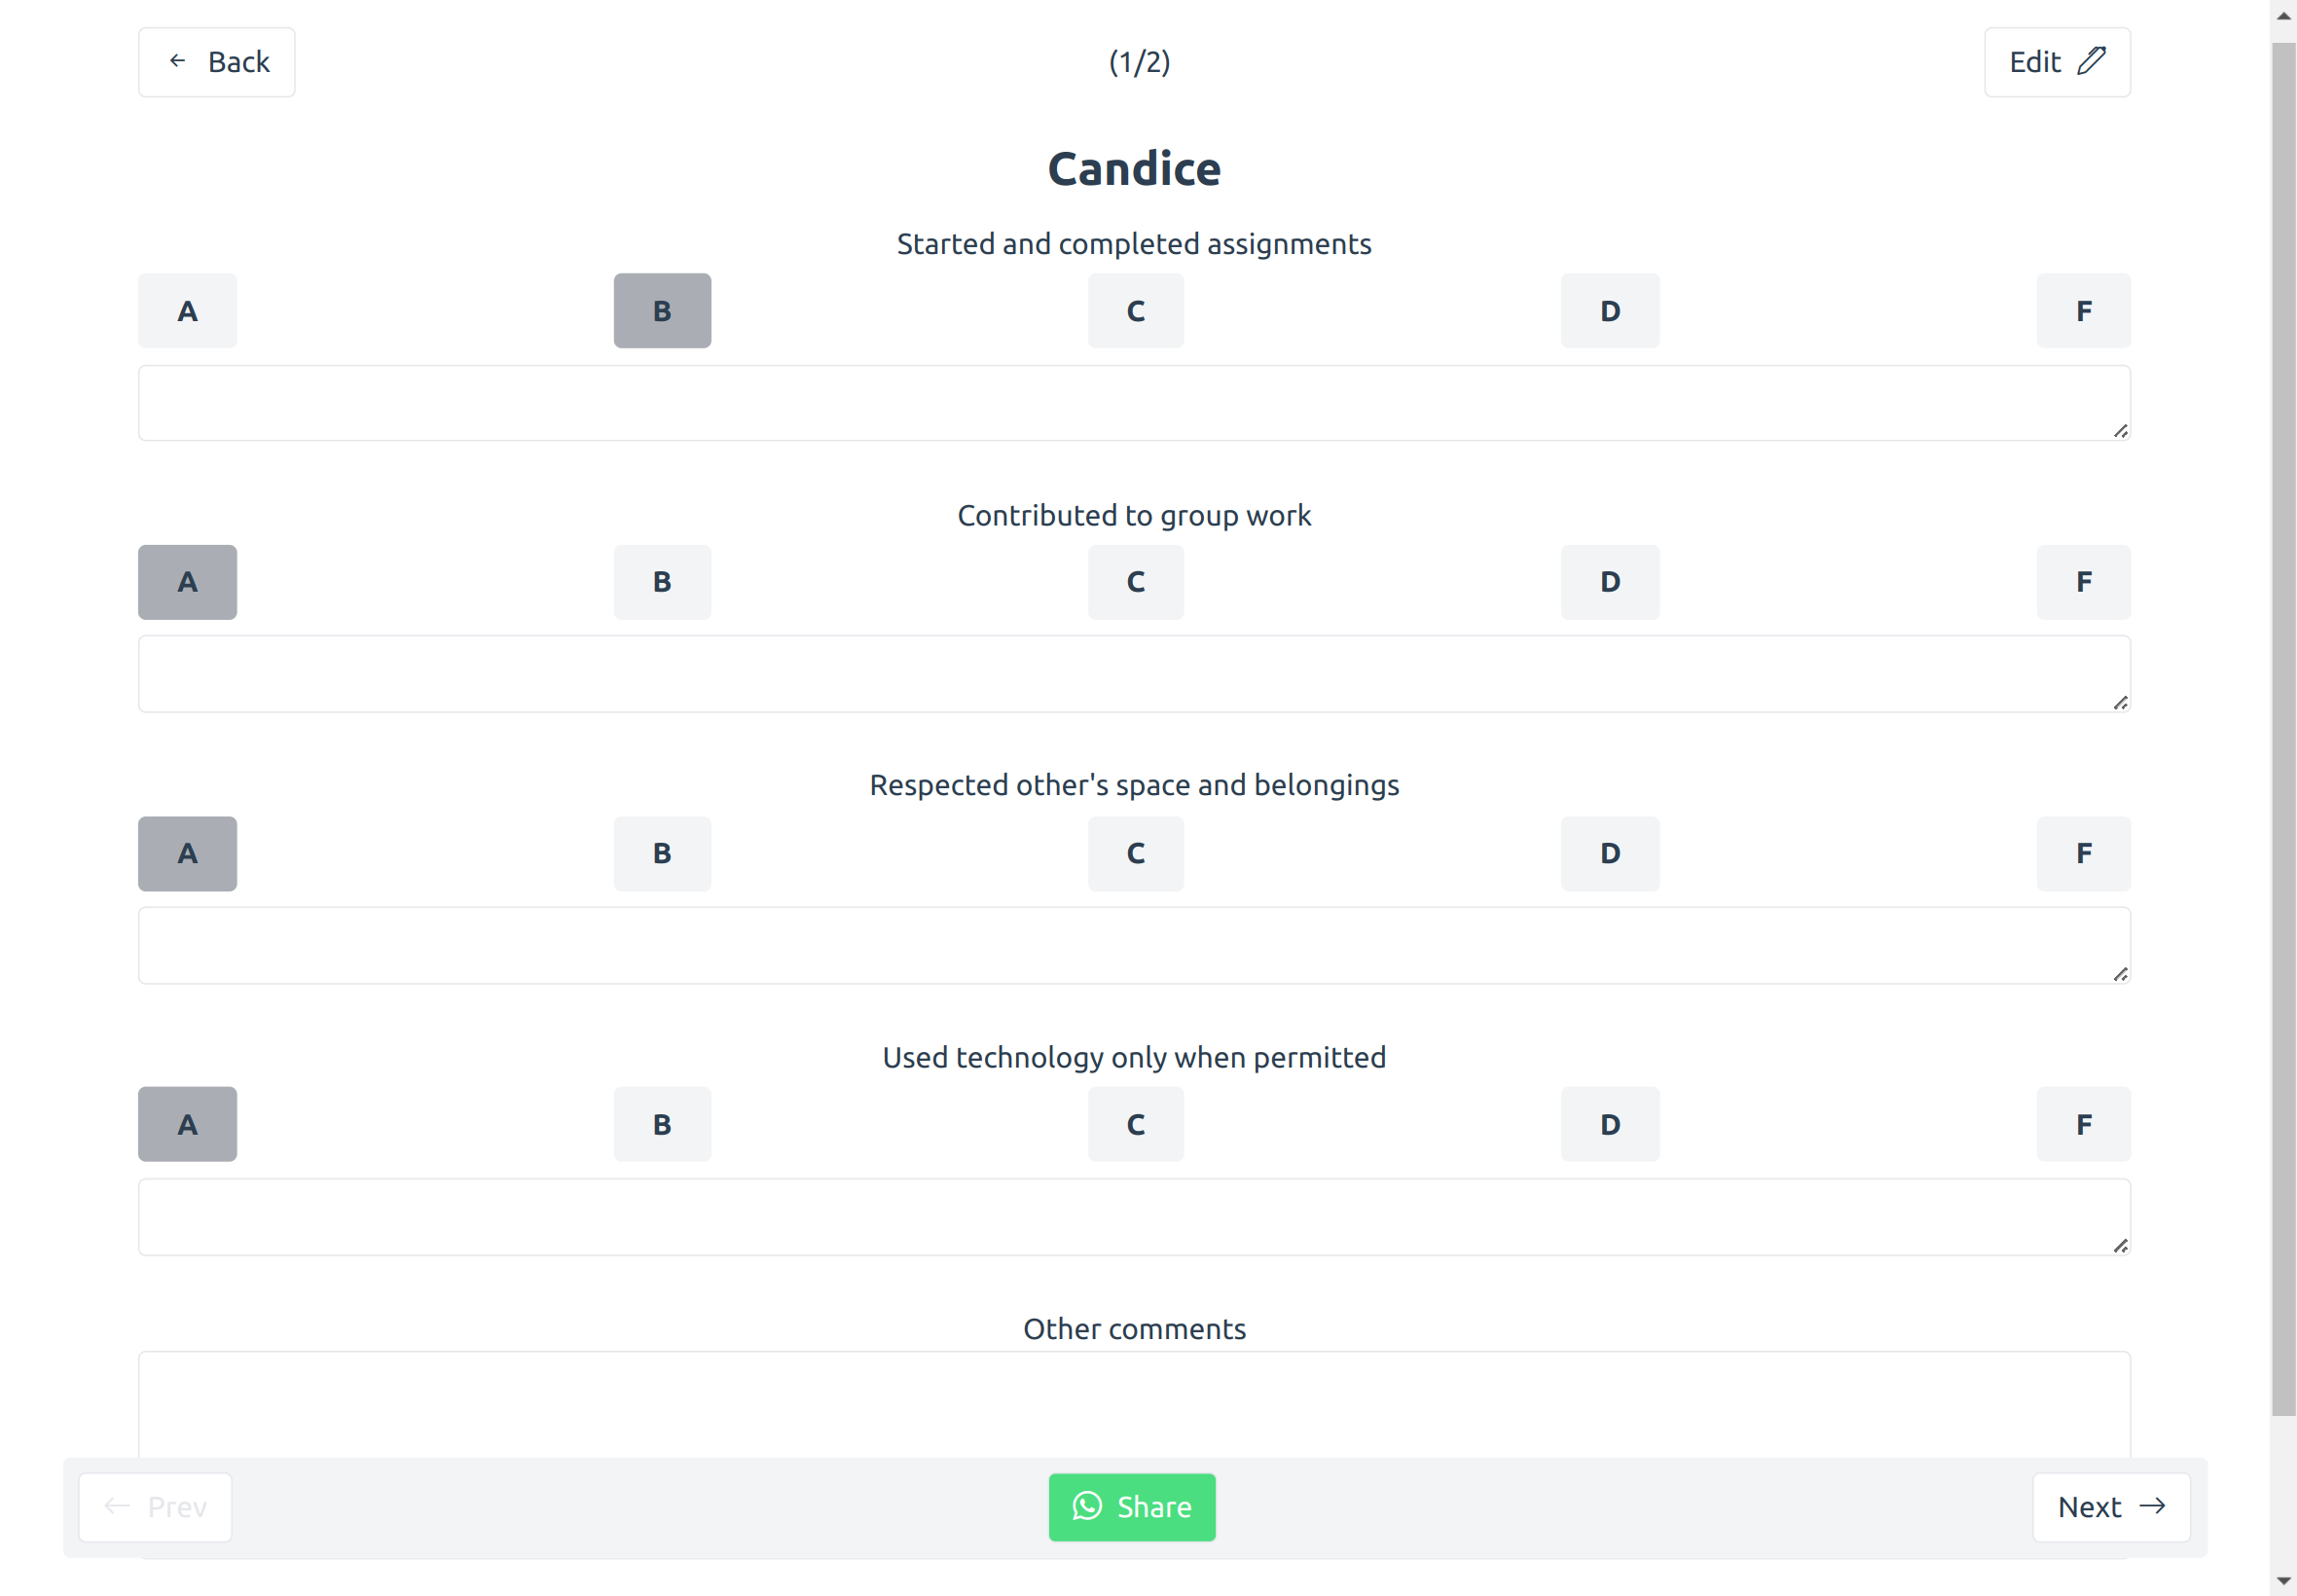 Back
(1/2)
Edit
Candice
Started and completed assignments
A B C D F
Contributed to group work
A B C D F
Respected other's space and belongings
A B C D F
Used technology only when permitted
A B C D F
Other comments
Prev
Share
Next